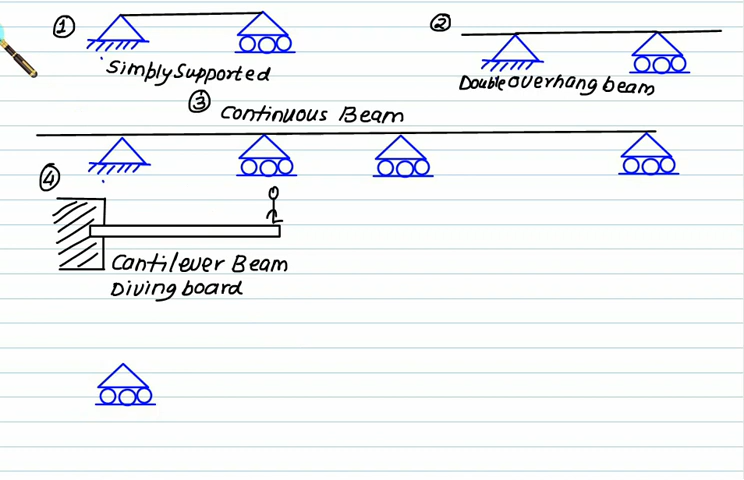 ① Simply Supported
② Double overhang beam
③ Continuous Beam
④ Cantilever Beam
Diving board